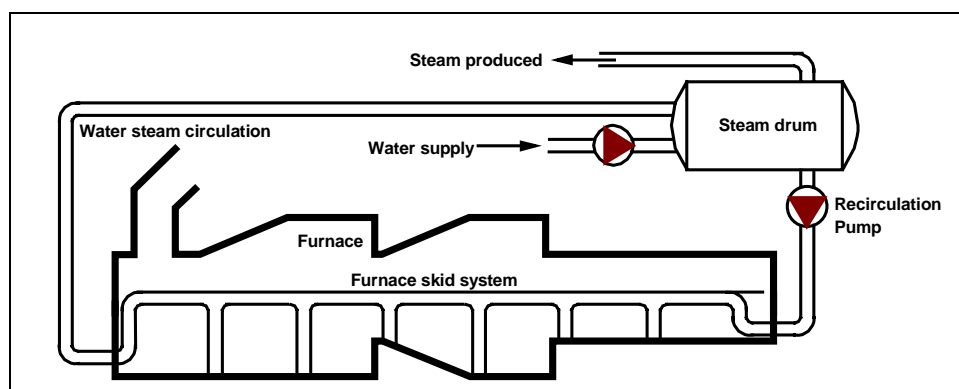 Steam produced
Water steam circulation
Steam drum
Water supply
Recirculation
Pump
Furnace
Furnace skid system